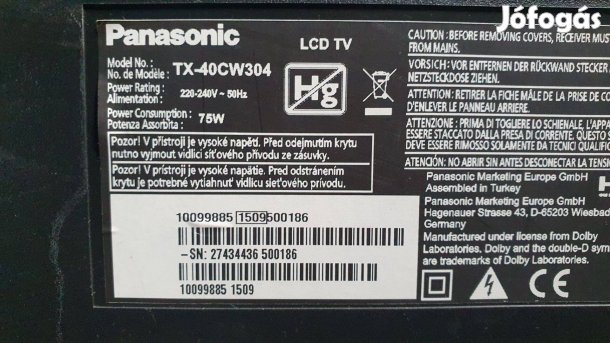 Jófogás
Panasonic
LCD TV
Model No.:
No. de Modèle: TX-40CW304
Power Rating:
Alimentation: 220-240V ~ 50Hz
Power Consumption: 75W
Potenza Assorbita:
Hg
Pozor! V přístroji je vysoké napětí. Před odejmutím krytu
nutno vyjmout vidlici síťového přívodu ze zásuvky.
Pozor! V prístroji je vysoké napätie. Pred odstránením
krytu je potrebné vytiahnuť vidlicu sieťového prívodu.
10099885 1509 500186
-SN: 27434436 500186
10099885 1509
CAUTION: BEFORE REMOVING COVERS, RECEIVER MUST
FROM MAINS.
VORSICH: VOR ENTFERNEN DER RÜCKWAND STECKER
NETZSTECKDOSE ZIEHEN.
ATTENTION: RETIRER LA FICHE MÂLE DE LA PRISE DE CO
D'ENLEVER LE PANNEAU ARRIERE.
ATTENZIONE: PRIMA DI TOGLIERE LO SCHIENALE, L'APPA
ESSERE STACCATO DALLA PRESA DI CORRENTE. QUESTO
DEVE ESSERE RIMOSSO SOLAMENTE DA TECNICI QUALIFIC
ATENCIÓN: NO ABRIR SIN ANTES DESCONECTAR LA TENSI
Panasonic Marketing Europe GmbH
Assembled in Turkey
Panasonic Marketing Europe GmbH
Hagenauer Strasse 43, D-65203 Wiesbad
Germany
Manufactured under license from Dolby
Laboratories. Dolby and the double-D sym
are trademarks of Dolby Laboratories.
CE